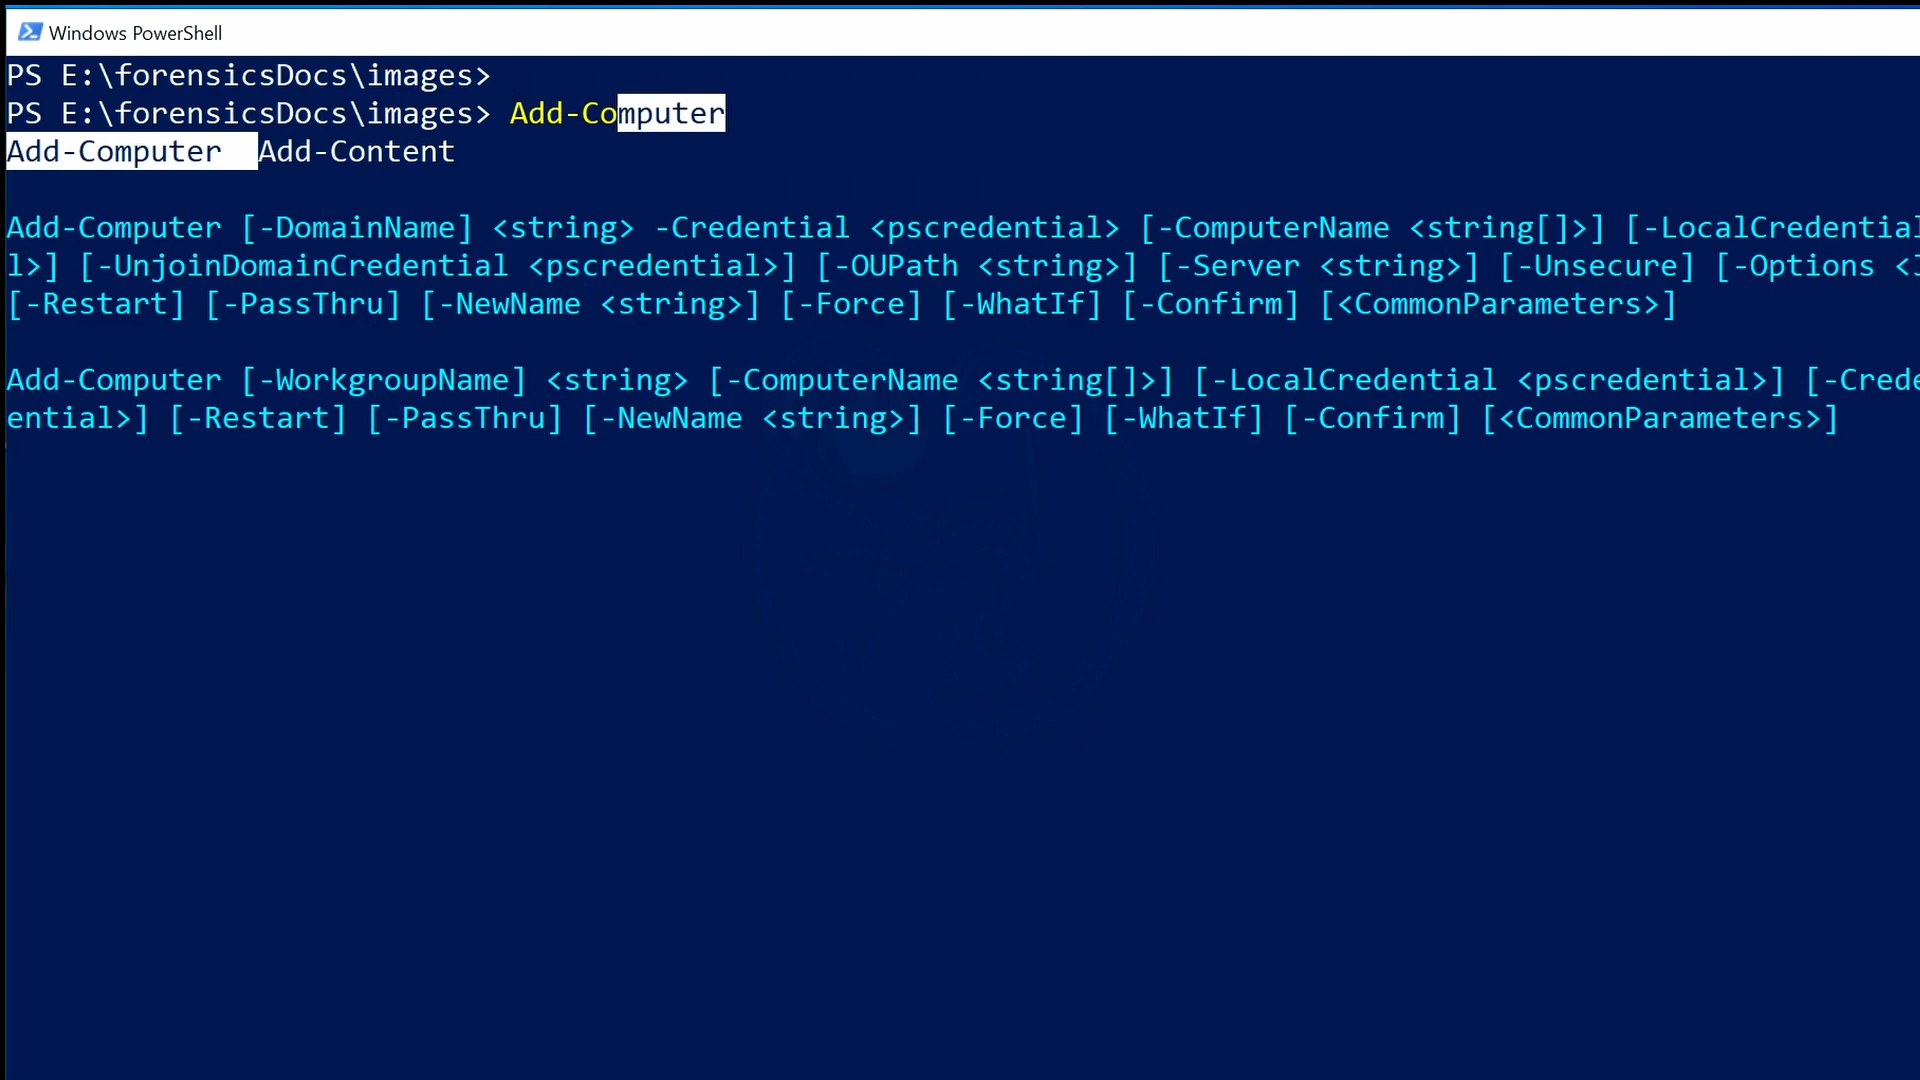 Windows PowerShell
PS E:\forensicsDocs\images>
PS E:\forensicsDocs\images> Add-Computer
Add-Computer  Add-Content
Add-Computer [-DomainName] <string> -Credential <pscredential> [-ComputerName <string[]>] [-LocalCredential
l>] [-UnjoinDomainCredential <pscredential>] [-OUPath <string>] [-Server <string>] [-Unsecure] [-Options <
[-Restart] [-PassThru] [-NewName <string>] [-Force] [-WhatIf] [-Confirm] [<CommonParameters>]
Add-Computer [-WorkgroupName] <string> [-ComputerName <string[]>] [-LocalCredential <pscredential>] [-Crede
ential>] [-Restart] [-PassThru] [-NewName <string>] [-Force] [-WhatIf] [-Confirm] [<CommonParameters>]